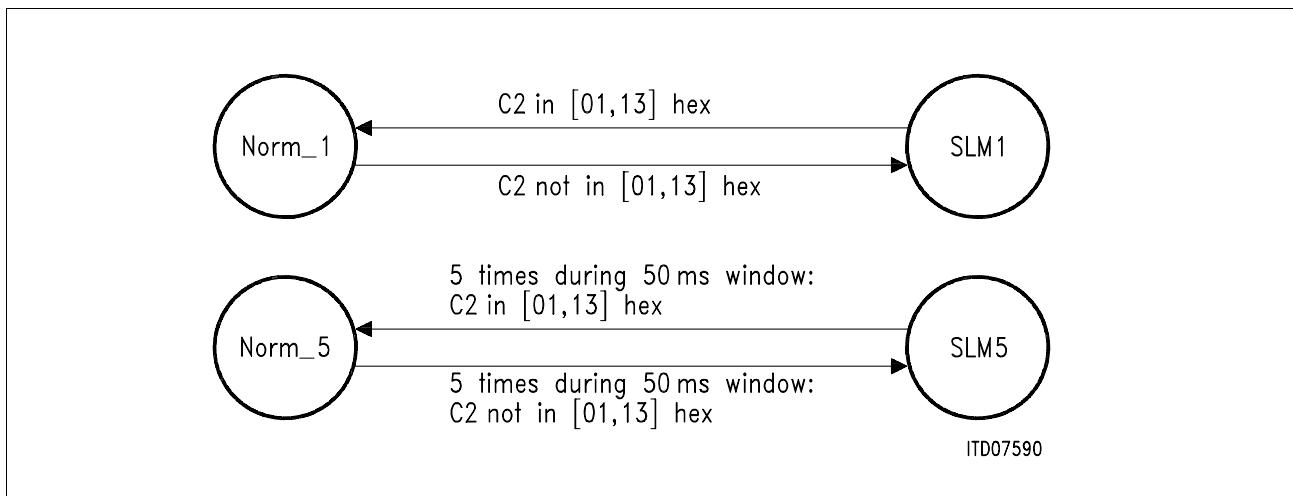 C2 in [01,13] hex
Norm_1
SLM1
C2 not in [01,13] hex
5 times during 50 ms window:
C2 in [01,13] hex
Norm_5
SLM5
5 times during 50 ms window:
C2 not in [01,13] hex
ITD07590